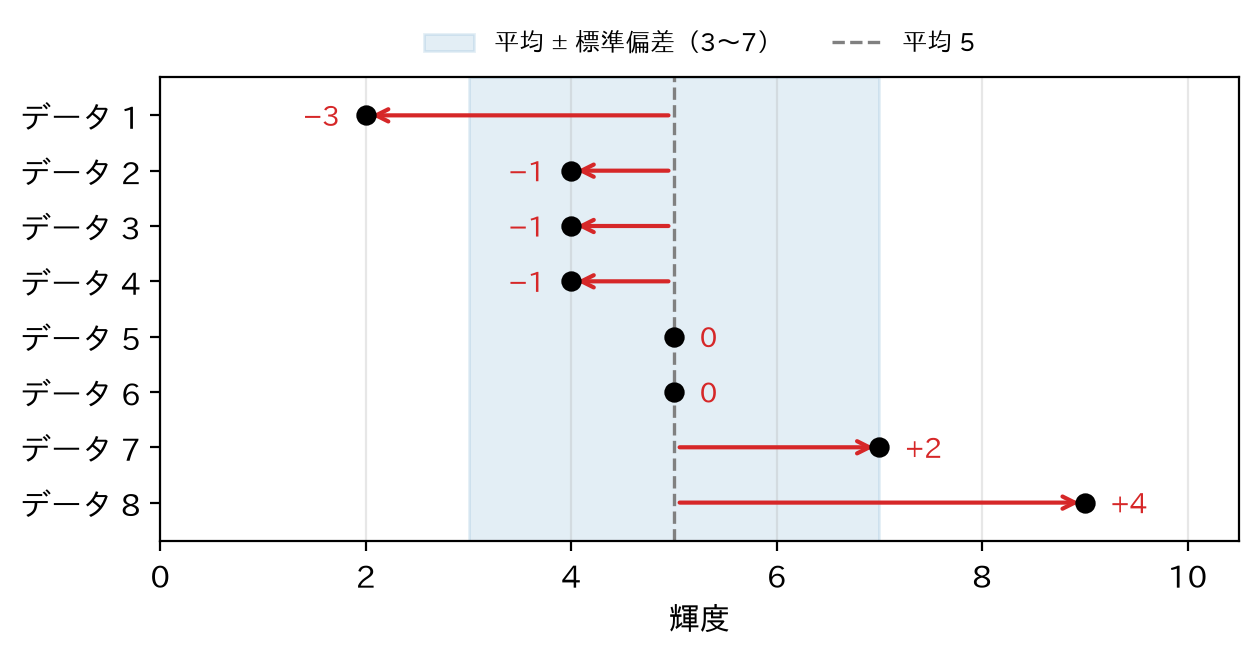 平均 ± 標準偏差（3～7）
平均 5
データ 1
−3
データ 2
−1
データ 3
−1
データ 4
−1
データ 5
0
データ 6
0
データ 7
+2
データ 8
+4
0 2 4 6 8 10
輝度